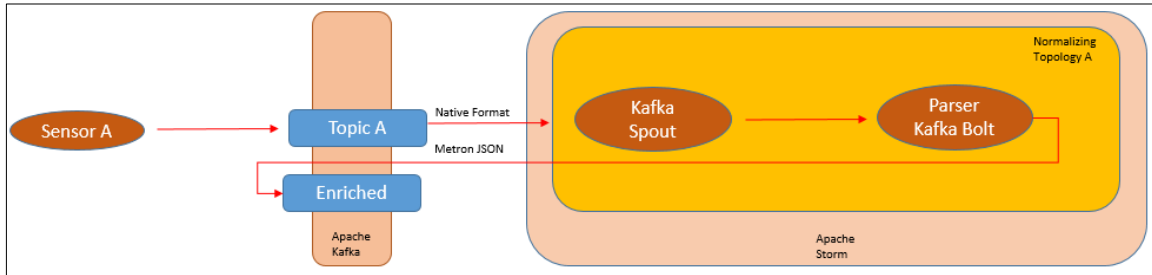 Normalizing
Topology A
Sensor A
Topic A
Native Format
Kafka
Spout
Parser
Kafka Bolt
Metron JSON
Enriched
Apache
Kafka
Apache
Storm